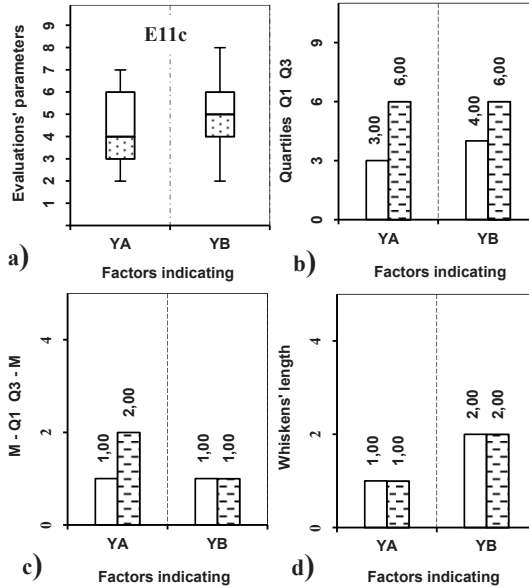 E11c
Evaluations' parameters
9
8
7
6
5
4
3
2
1
YA YB
a)
Factors indicating
Quartiles Q1 Q3
9
6
3
0
3,00 6,00 4,00 6,00
YA YB
b)
Factors indicating
M - Q1 Q3 - M
4
2
0
1,00 2,00 1,00 1,00
YA YB
c)
Factors indicating
Whiskens' length
4
2
0
1,00 1,00 2,00 2,00
YA YB
d)
Factors indicating